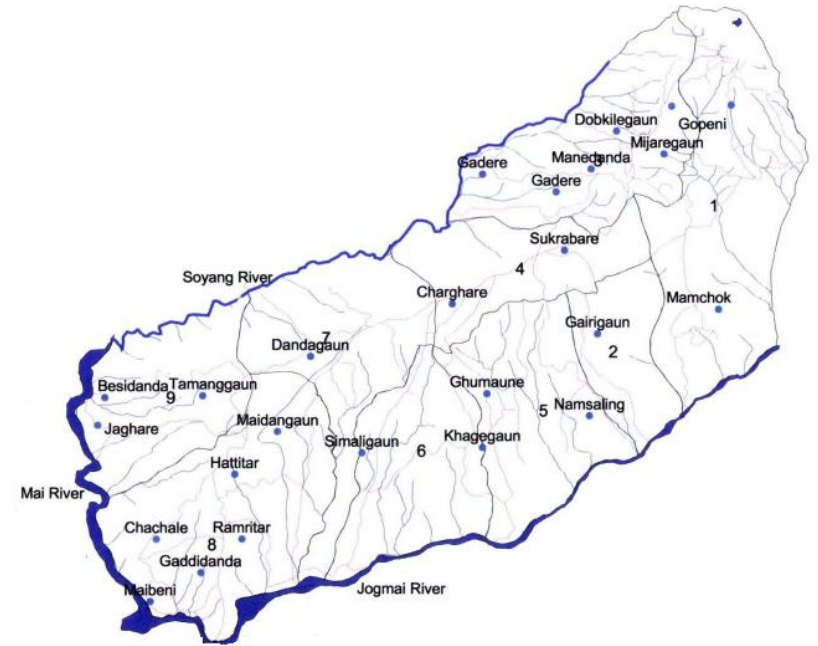 Dobkilegaun
Gopeni
Mijaregaun
Gadere
Manedanda
3
Gadere
1
Sukrabare
4
Soyang River
Charghare
Mamchok
Gairigaun
7
Dandagaun
2
Besidanda
Tamanggaun
9
Ghumaune
5
Namsaling
Jaghare
Maidangaun
Simaligaun
Khagegaun
6
Hattitar
Mai River
Chachale
Ramritar
8
Gaddidanda
Maibeni
Jogmai River